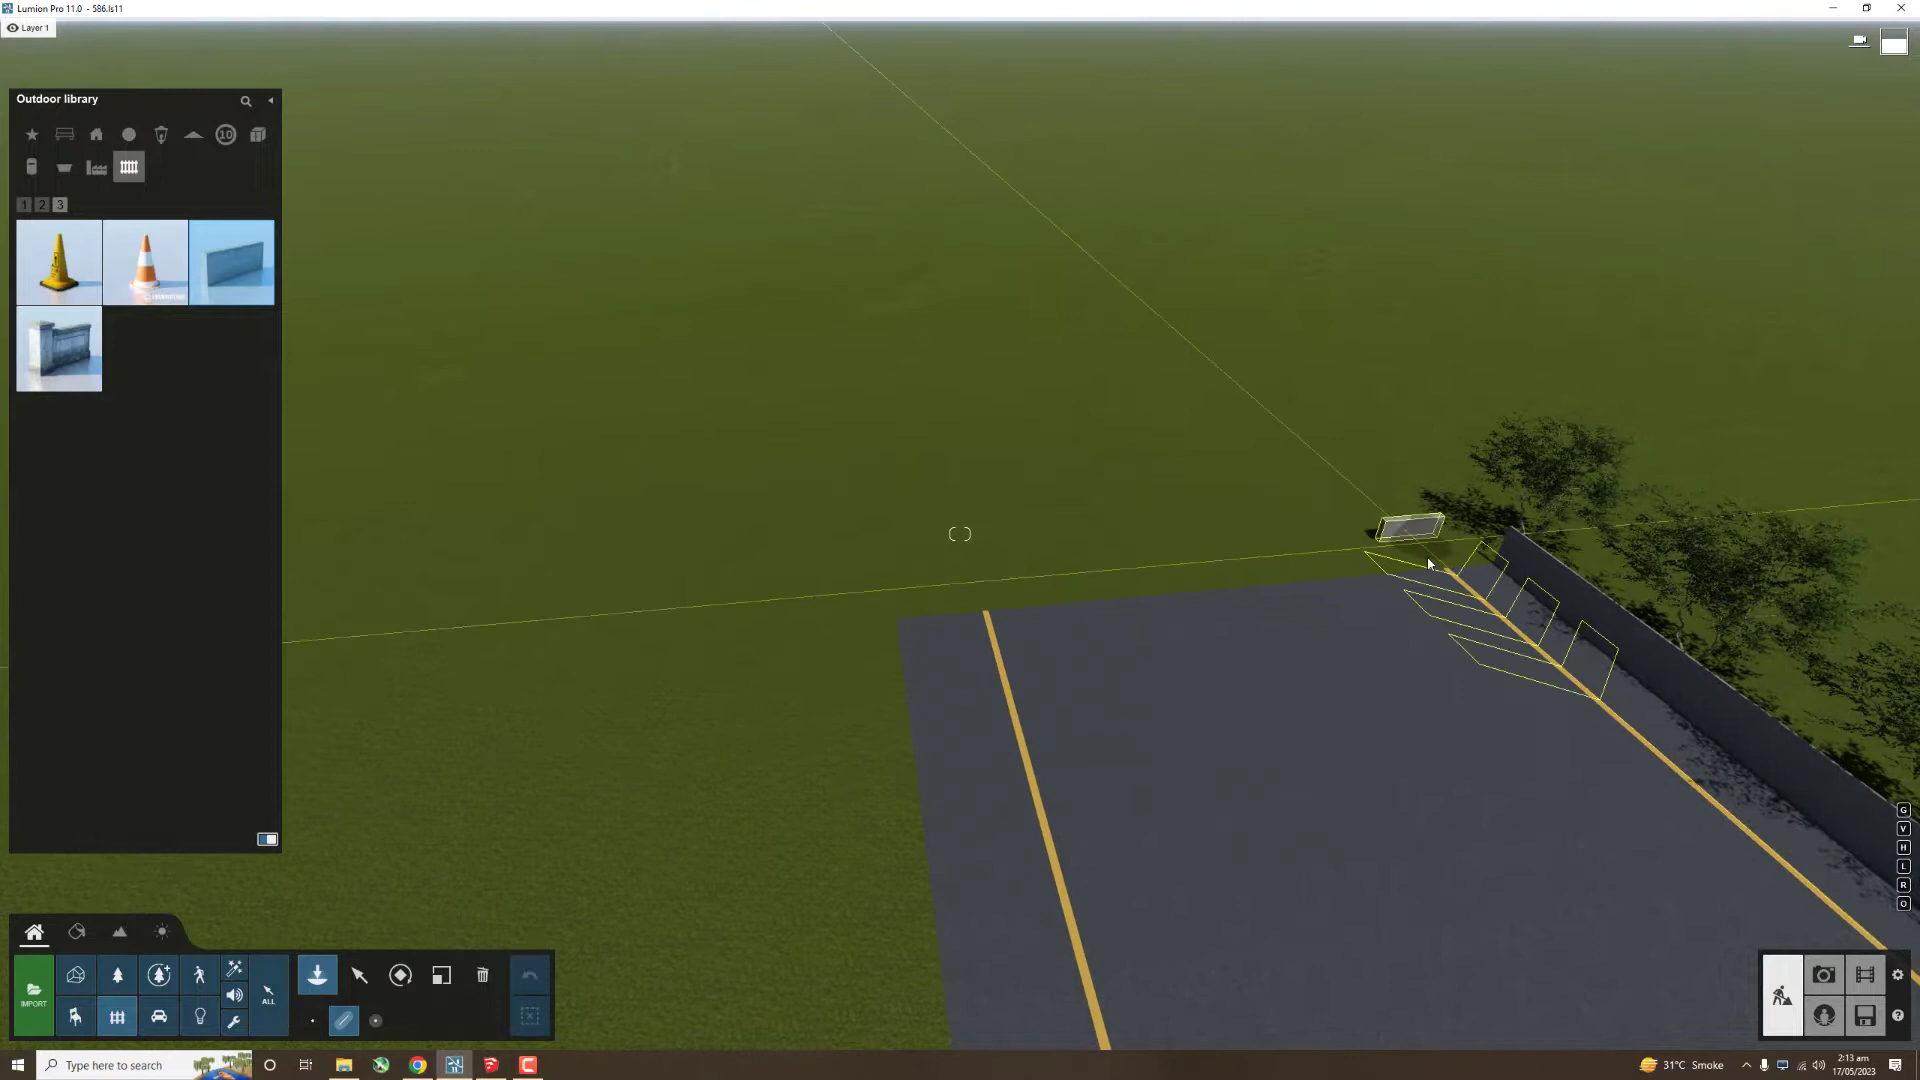 Lumion Pro 11.0 - 586.ls11
Layer 1
Outdoor library
10
1 2 3
IMPORT
ALL
G
V
H
L
R
O
?
Type here to search
31°C Smoke
2:13 am
17/05/2023